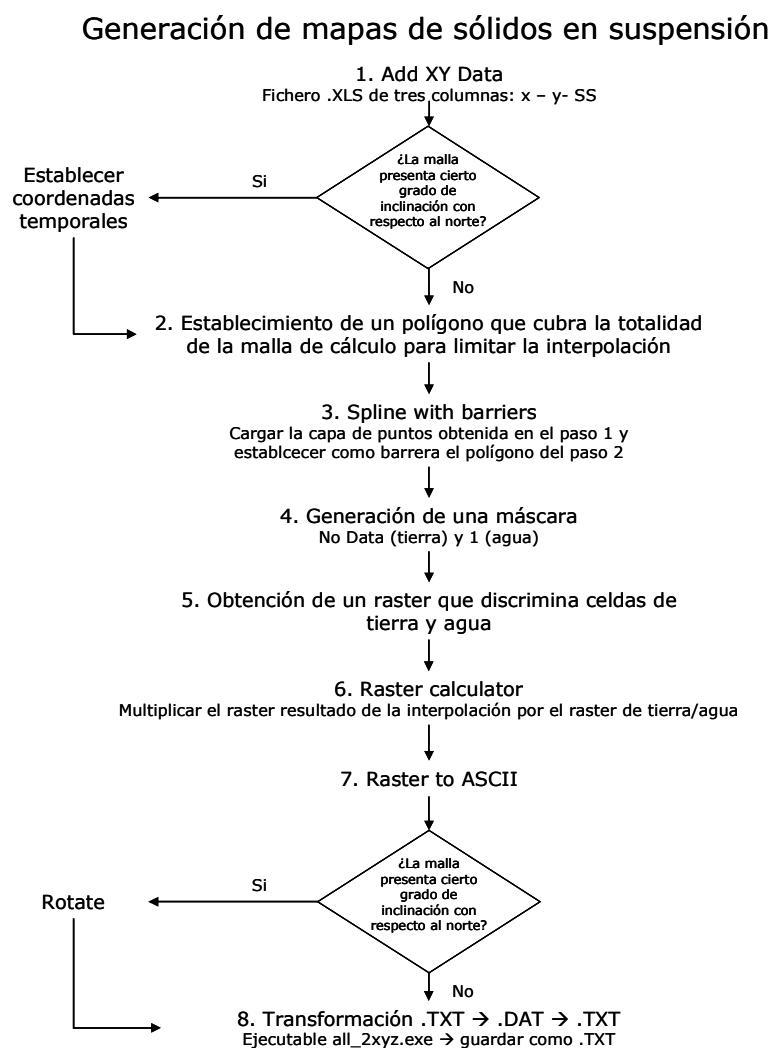 Generación de mapas de sólidos en suspensión
1. Add XY Data
Fichero .XLS de tres columnas: x – y- SS
¿La malla
presenta cierto
grado de
inclinación con
respecto al norte?
Si
Establecer
coordenadas
temporales
No
2. Establecimiento de un polígono que cubra la totalidad
de la malla de cálculo para limitar la interpolación
3. Spline with barriers
Cargar la capa de puntos obtenida en el paso 1 y
establcecer como barrera el polígono del paso 2
4. Generación de una máscara
No Data (tierra) y 1 (agua)
5. Obtención de un raster que discrimina celdas de
tierra y agua
6. Raster calculator
Multiplicar el raster resultado de la interpolación por el raster de tierra/agua
7. Raster to ASCII
¿La malla
presenta cierto
grado de
inclinación con
respecto al norte?
Si
Rotate
No
8. Transformación .TXT → .DAT → .TXT
Ejecutable all_2xyz.exe → guardar como .TXT